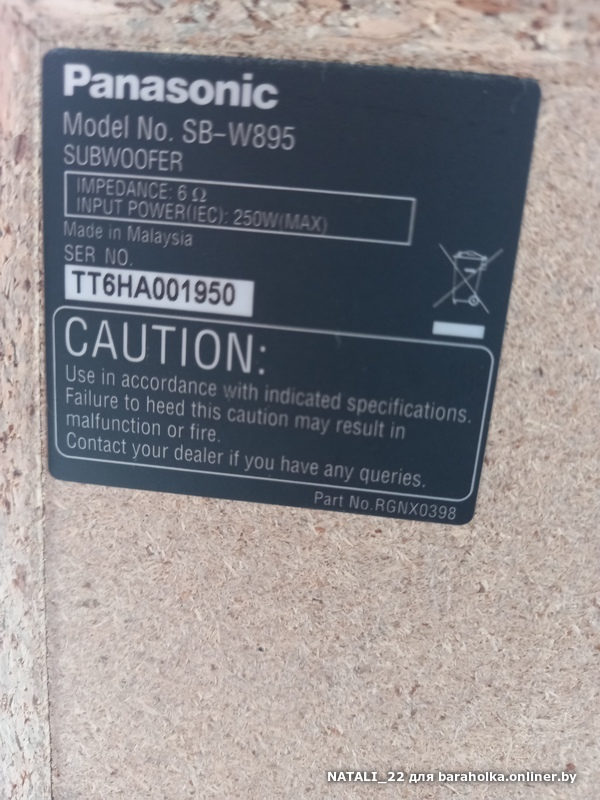 Panasonic
Model No. SB-W895
SUBWOOFER
IMPEDANCE: 6 Ω
INPUT POWER(IEC): 250W(MAX)
Made in Malaysia
SER NO.
TT6HA001950
CAUTION:
Use in accordance with indicated specifications.
Failure to heed this caution may result in
malfunction or fire.
Contact your dealer if you have any queries.
Part No.RGNX0398
NATALI_22 для baraholka.onliner.by